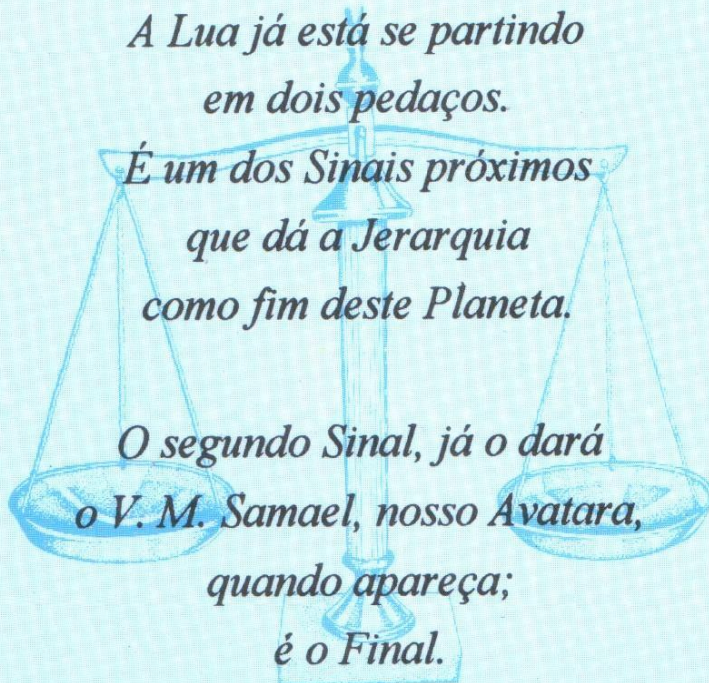 A Lua já está se partindo
em dois pedaços.
É um dos Sinais próximos
que dá a Jerarquia
como fim deste Planeta.
O segundo Sinal, já o dará
o V. M. Samael, nosso Avatara,
quando apareça;
é o Final.